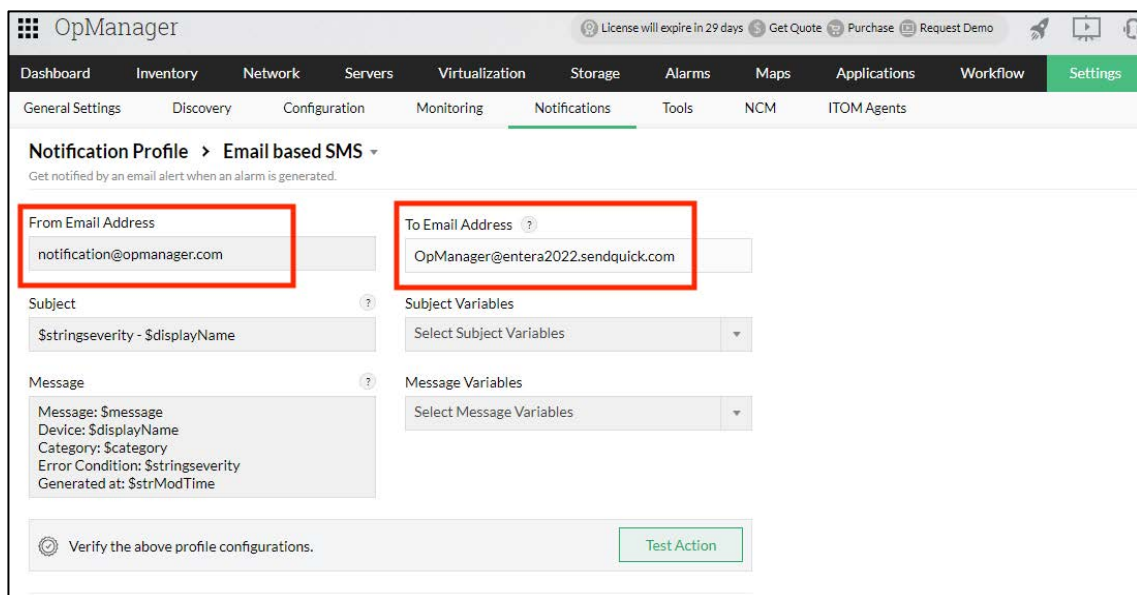 OpManager
License will expire in 29 days Get Quote Purchase Request Demo
Dashboard Inventory Network Servers Virtualization Storage Alarms Maps Applications Workflow Settings
General Settings Discovery Configuration Monitoring Notifications Tools NCM ITOM Agents
Notification Profile > Email based SMS
Get notified by an email alert when an alarm is generated.
From Email Address
notification@opmanager.com
To Email Address ?
OpManager@entera2022.sendquick.com
Subject ?
$stringseverity - $displayName
Subject Variables
Select Subject Variables
Message ?
Message: $message
Device: $displayName
Category: $category
Error Condition: $stringseverity
Generated at: $strModTime
Message Variables
Select Message Variables
Verify the above profile configurations.
Test Action